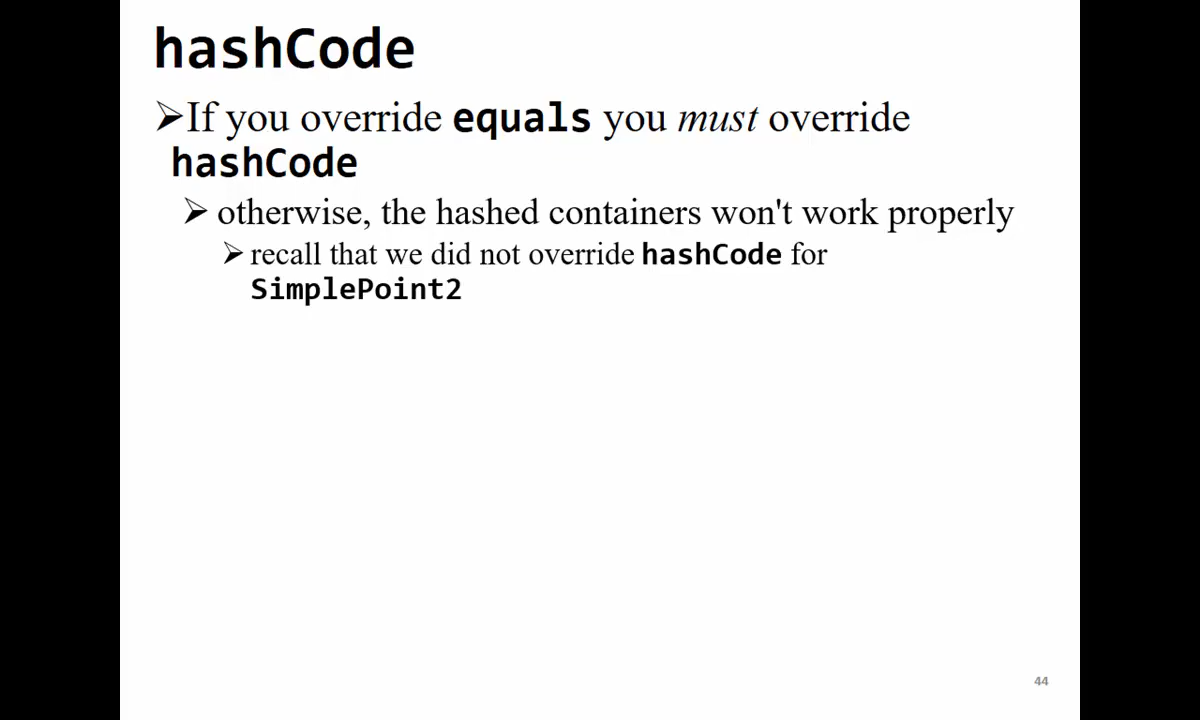 hashCode
➢If you override equals you must override
hashCode
➢ otherwise, the hashed containers won't work properly
➢ recall that we did not override hashCode for
SimplePoint2
44